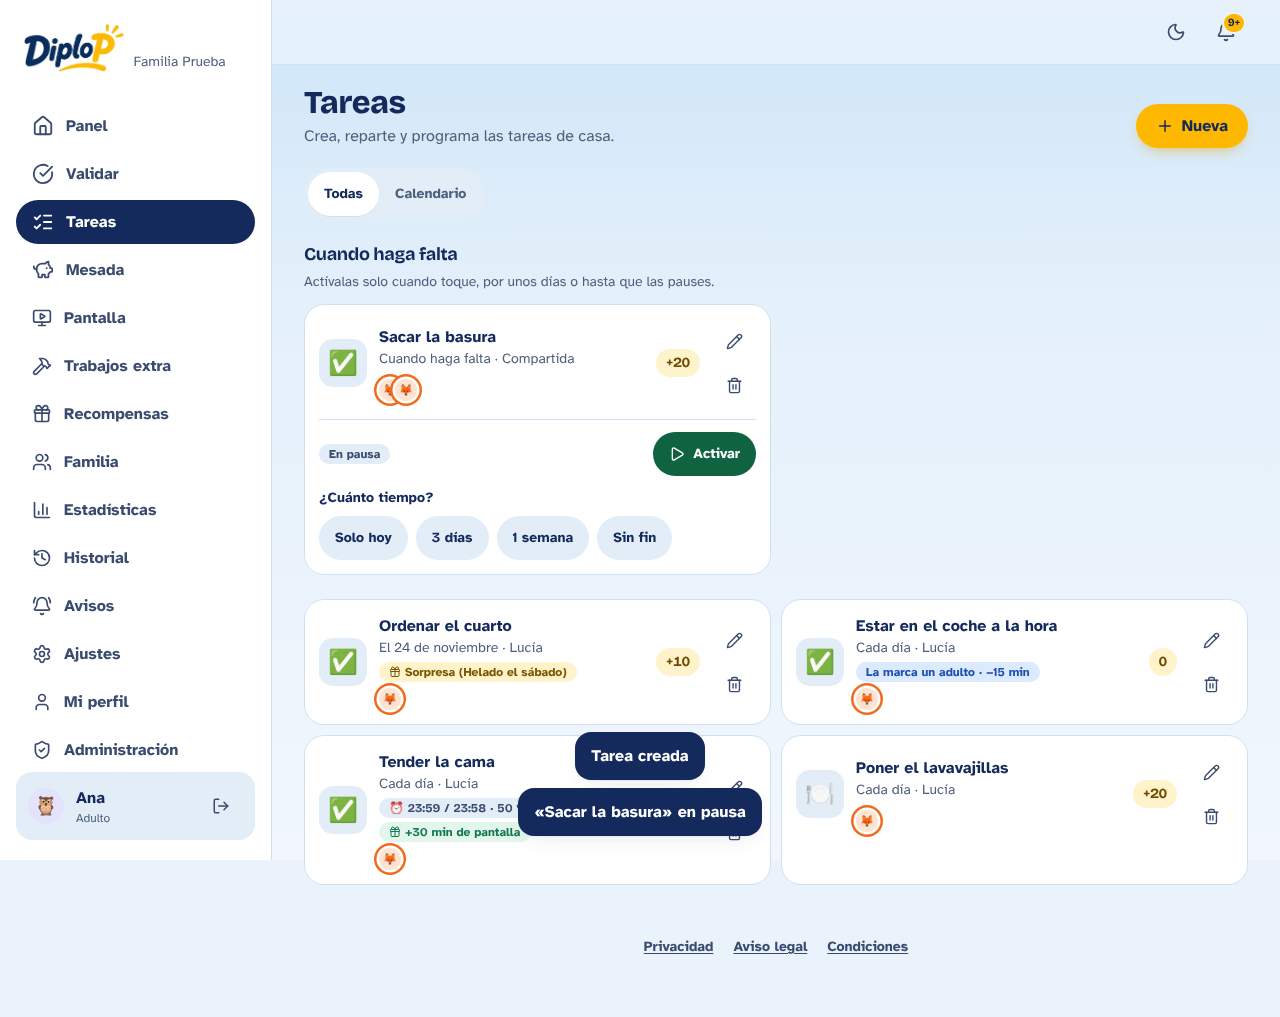 DiploP
Familia Prueba
9+
Panel
Validar
Tareas
Mesada
Pantalla
Trabajos extra
Recompensas
Familia
Estadísticas
Historial
Avisos
Ajustes
Mi perfil
Administración
Ana
Adulto
Tareas
Crea, reparte y programa las tareas de casa.
Nueva
Todas
Calendario
Cuando haga falta
Actívalas solo cuando toque, por unos días o hasta que las pauses.
Sacar la basura
Cuando haga falta · Compartida
+20
En pausa
Activar
¿Cuánto tiempo?
Solo hoy
3 días
1 semana
Sin fin
Ordenar el cuarto
El 24 de noviembre · Lucía
Sorpresa (Helado el sábado)
+10
Estar en el coche a la hora
Cada día · Lucía
La marca un adulto · −15 min
0
Tender la cama
Cada día · Lucía
23:59 / 23:58 · 50
+30 min de pantalla
Tarea creada
«Sacar la basura» en pausa
Poner el lavavajillas
Cada día · Lucía
+20
Privacidad
Aviso legal
Condiciones